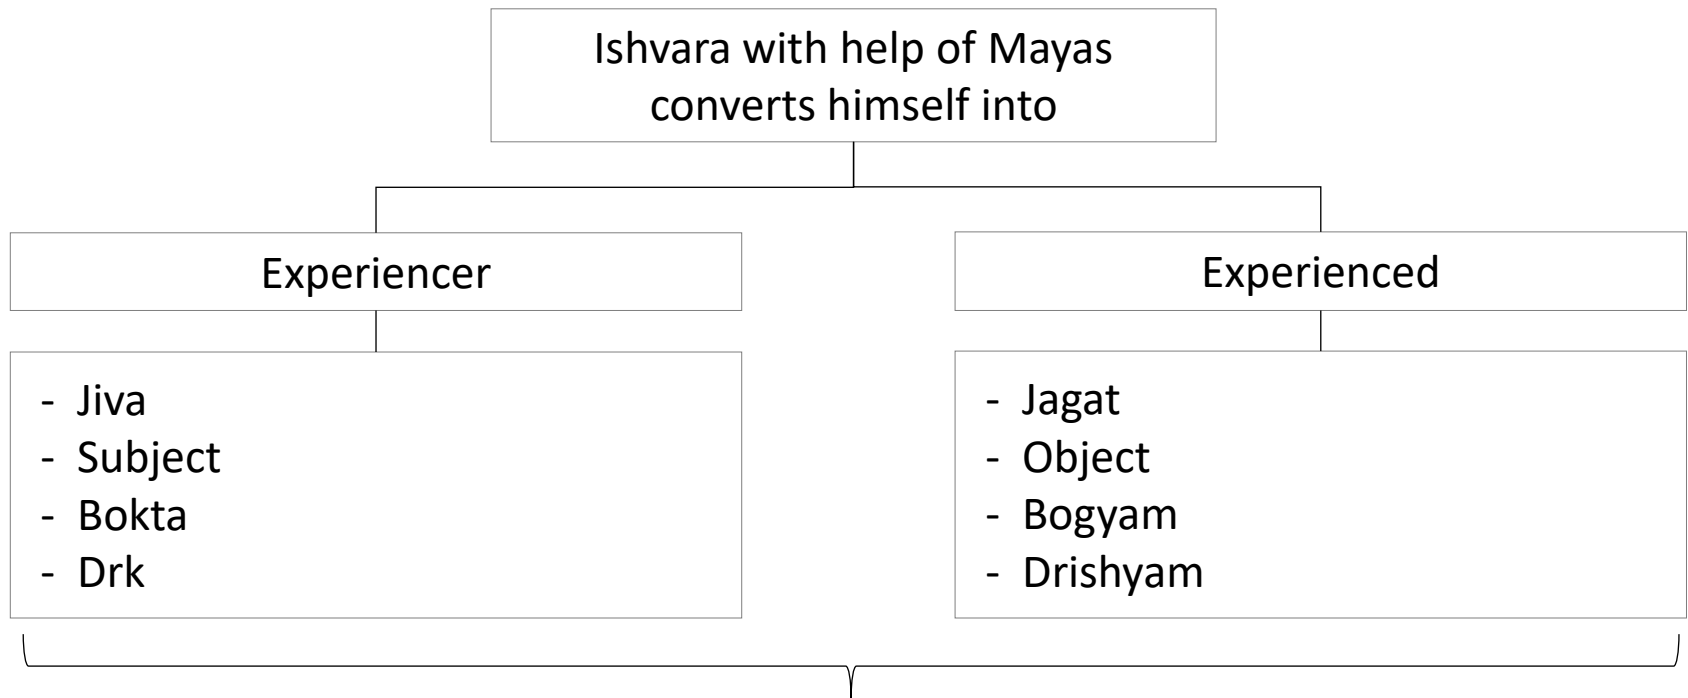 Ishvara with help of Mayas
converts himself into
Experiencer
Experienced
- Jiva
- Subject
- Bokta
- Drk
- Jagat
- Object
- Bogyam
- Drishyam